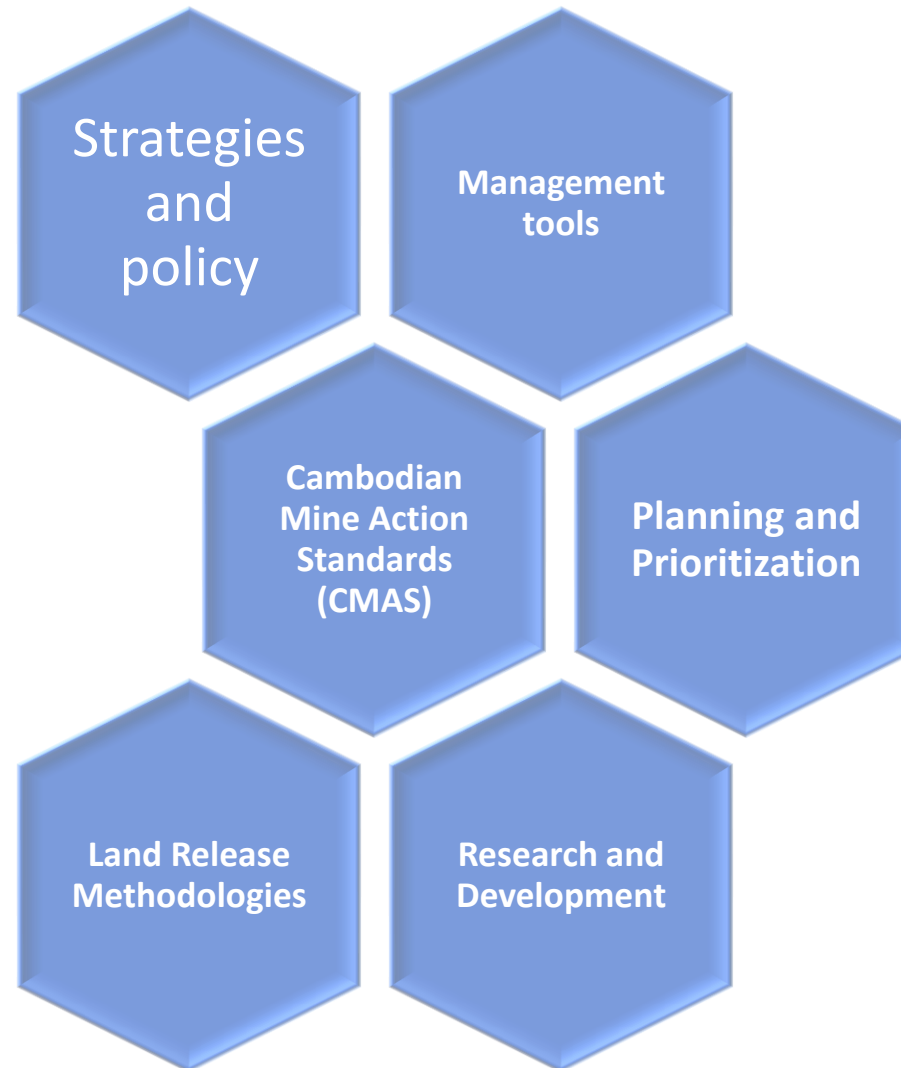 Strategies
and
policy
Management
tools
Cambodian
Mine Action
Standards
(CMAS)
Planning and
Prioritization
Land Release
Methodologies
Research and
Development